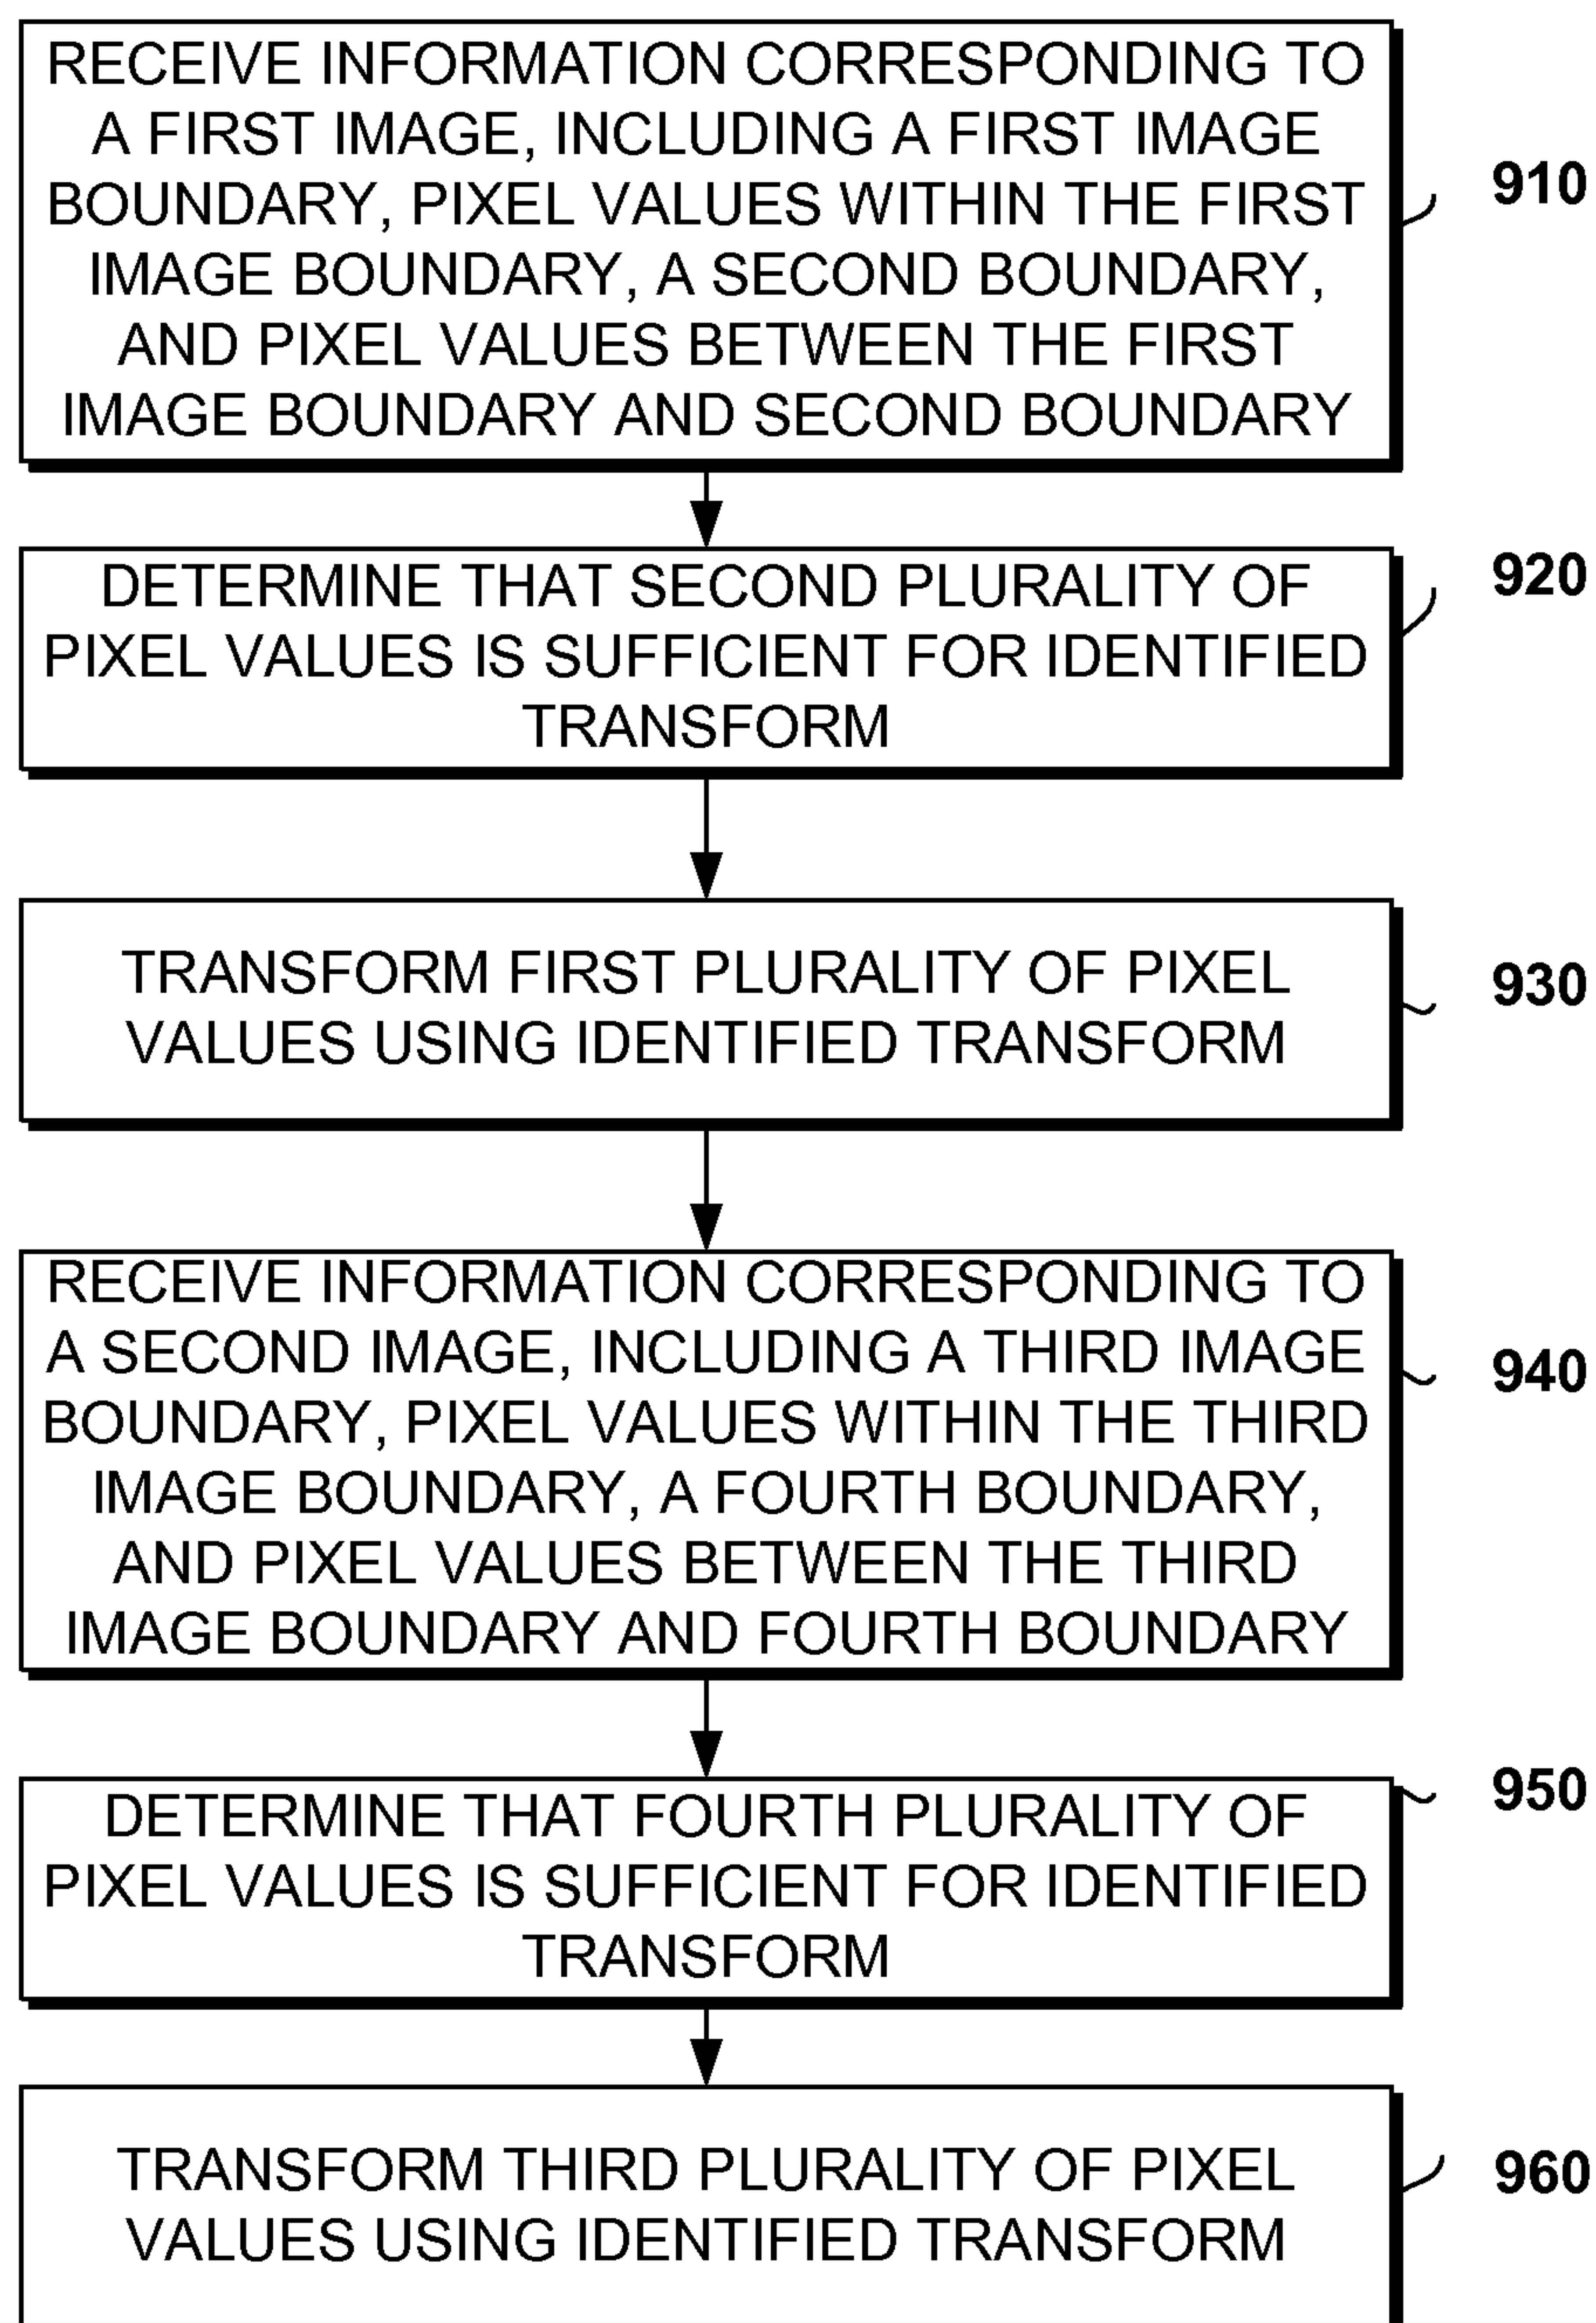 RECEIVE INFORMATION CORRESPONDING TO
A FIRST IMAGE, INCLUDING A FIRST IMAGE
BOUNDARY, PIXEL VALUES WITHIN THE FIRST
IMAGE BOUNDARY, A SECOND BOUNDARY,
AND PIXEL VALUES BETWEEN THE FIRST
IMAGE BOUNDARY AND SECOND BOUNDARY
910
DETERMINE THAT SECOND PLURALITY OF
PIXEL VALUES IS SUFFICIENT FOR IDENTIFIED
TRANSFORM
920
TRANSFORM FIRST PLURALITY OF PIXEL
VALUES USING IDENTIFIED TRANSFORM
930
RECEIVE INFORMATION CORRESPONDING TO
A SECOND IMAGE, INCLUDING A THIRD IMAGE
BOUNDARY, PIXEL VALUES WITHIN THE THIRD
IMAGE BOUNDARY, A FOURTH BOUNDARY,
AND PIXEL VALUES BETWEEN THE THIRD
IMAGE BOUNDARY AND FOURTH BOUNDARY
940
DETERMINE THAT FOURTH PLURALITY OF
PIXEL VALUES IS SUFFICIENT FOR IDENTIFIED
TRANSFORM
950
TRANSFORM THIRD PLURALITY OF PIXEL
VALUES USING IDENTIFIED TRANSFORM
960